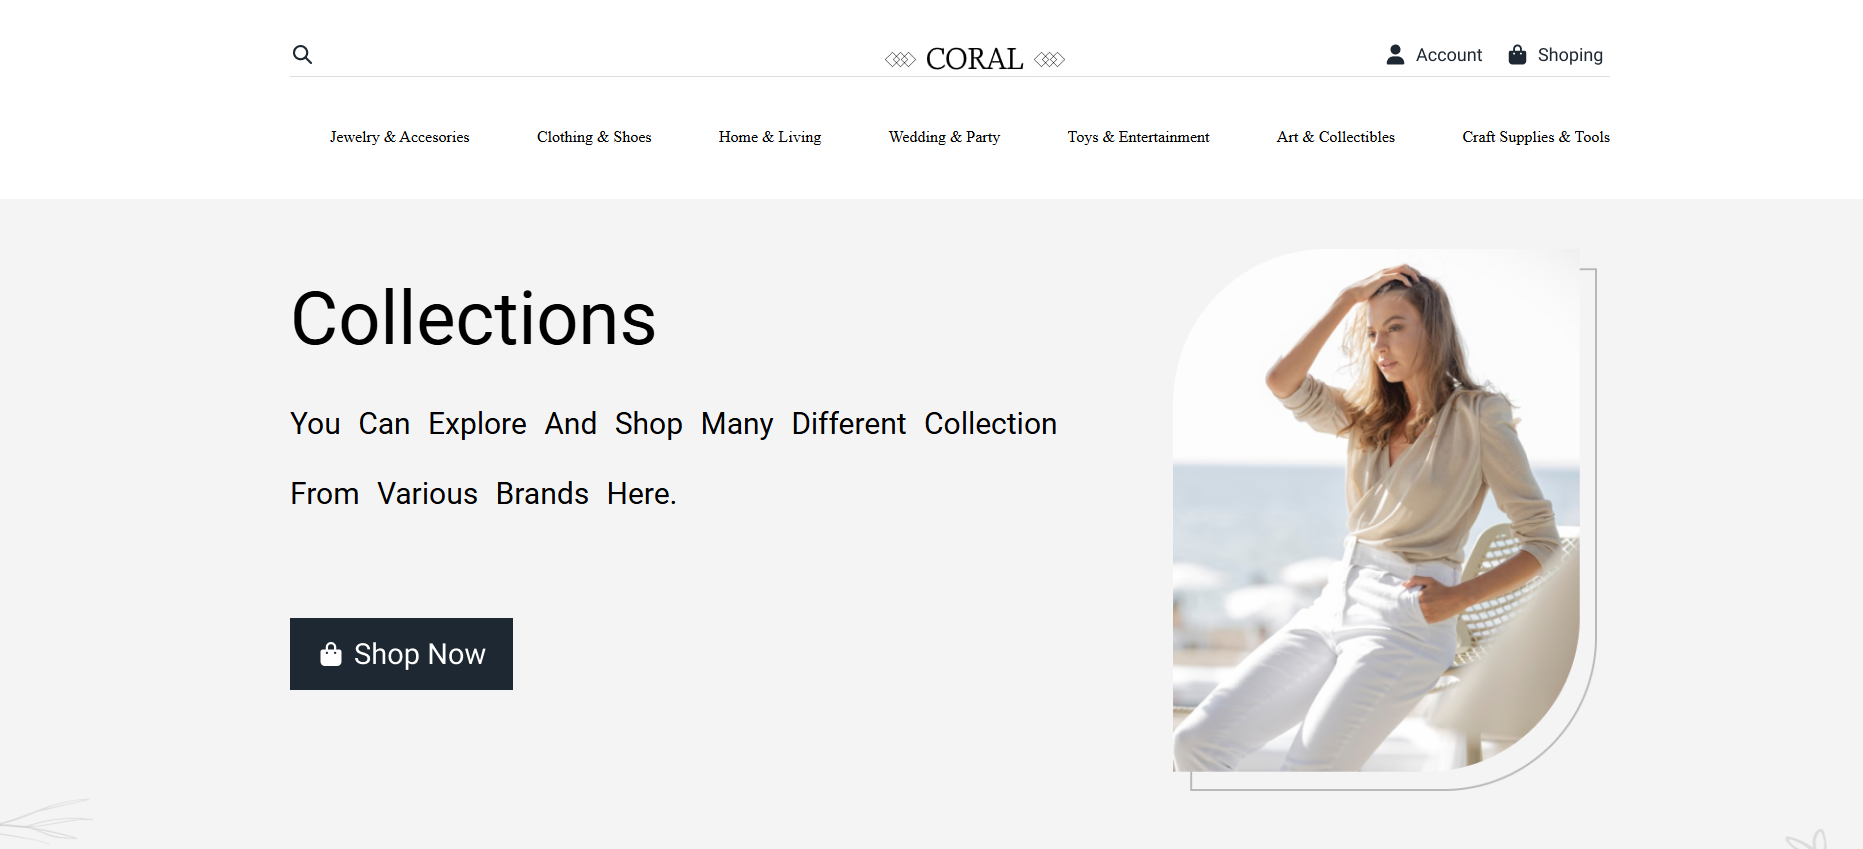 CORAL
Account
Shoping
Jewelry & Accesories
Clothing & Shoes
Home & Living
Wedding & Party
Toys & Entertainment
Art & Collectibles
Craft Supplies & Tools
Collections
You Can Explore And Shop Many Different Collection
From Various Brands Here.
Shop Now